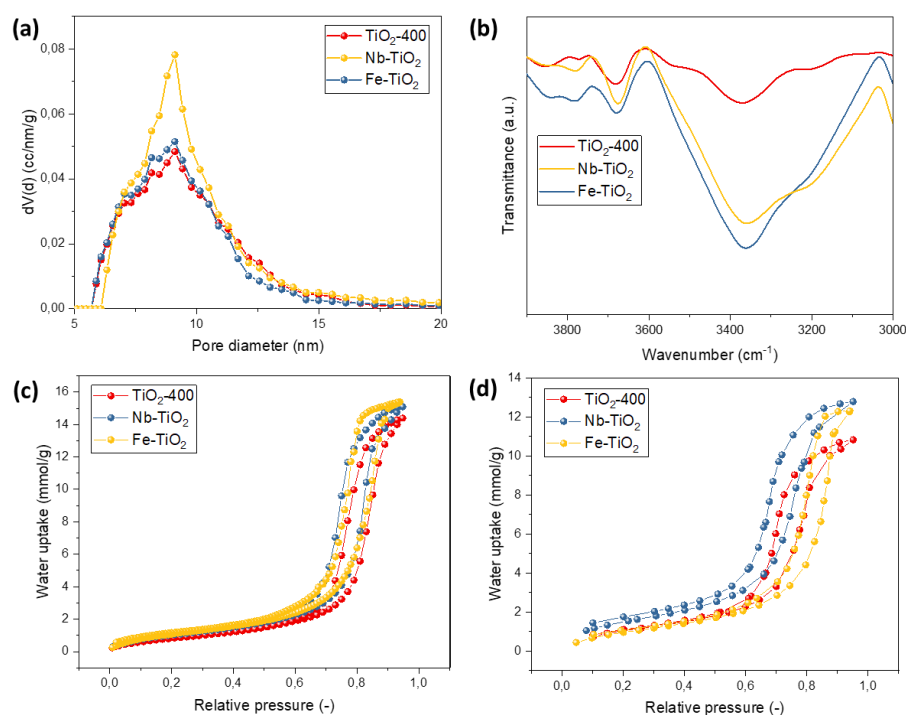 (a)
TiO2-400
Nb-TiO2
Fe-TiO2
0,08
0,06
0,04
0,02
0,00
dV(d) (cc/nm/g)
5
10
15
20
Pore diameter (nm)
(b)
TiO2-400
Nb-TiO2
Fe-TiO2
Transmittance (a.u.)
3800
3600
3400
3200
3000
Wavenumber (cm-1)
(c)
TiO2-400
Nb-TiO2
Fe-TiO2
16
14
12
10
8
6
4
2
0
Water uptake (mmol/g)
0,0
0,2
0,4
0,6
0,8
1,0
Relative pressure (-)
(d)
TiO2-400
Nb-TiO2
Fe-TiO2
14
12
10
8
6
4
2
0
Water uptake (mmol/g)
0,0
0,2
0,4
0,6
0,8
1,0
Relative pressure (-)